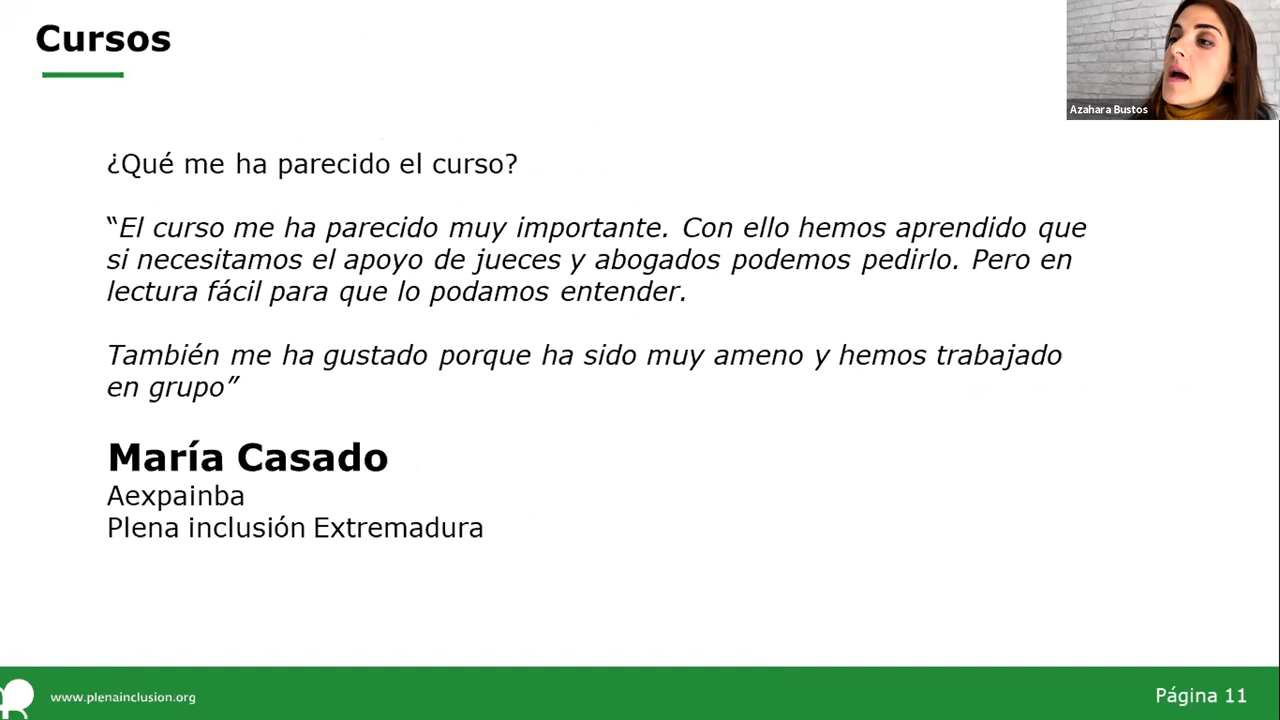 Cursos
Azahara Bustos
¿Qué me ha parecido el curso?
“El curso me ha parecido muy importante. Con ello hemos aprendido que
si necesitamos el apoyo de jueces y abogados podemos pedirlo. Pero en
lectura fácil para que lo podamos entender.
También me ha gustado porque ha sido muy ameno y hemos trabajado
en grupo”
María Casado
Aexpainba
Plena inclusión Extremadura
www.plenainclusion.org
Página 11